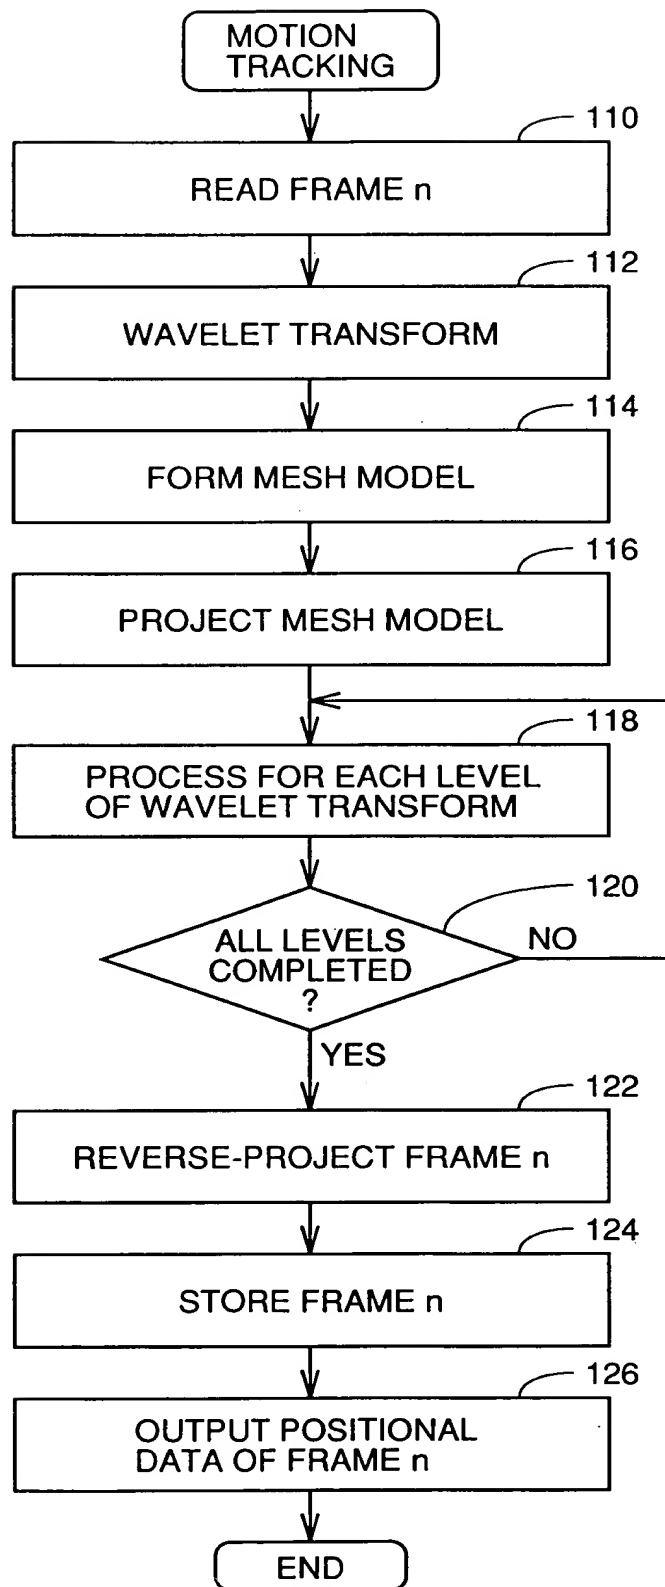 MOTION
TRACKING
110
READ FRAME n
112
WAVELET TRANSFORM
114
FORM MESH MODEL
116
PROJECT MESH MODEL
118
PROCESS FOR EACH LEVEL
OF WAVELET TRANSFORM
120
ALL LEVELS
COMPLETED
?
NO
YES
122
REVERSE-PROJECT FRAME n
124
STORE FRAME n
126
OUTPUT POSITIONAL
DATA OF FRAME n
END